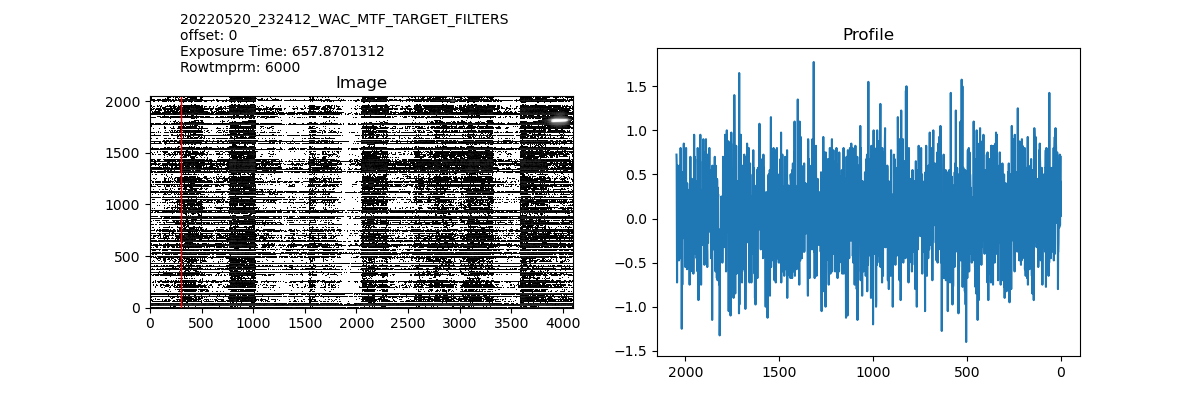 20220520_232412_WAC_MTF_TARGET_FILTERS
offset: 0
Exposure Time: 657.8701312
Rowtmprm: 6000
Image
2000
1500
1000
500
0
0 500 1000 1500 2000 2500 3000 3500 4000
Profile
1.5
1.0
0.5
0.0
−0.5
−1.0
−1.5
2000 1500 1000 500 0